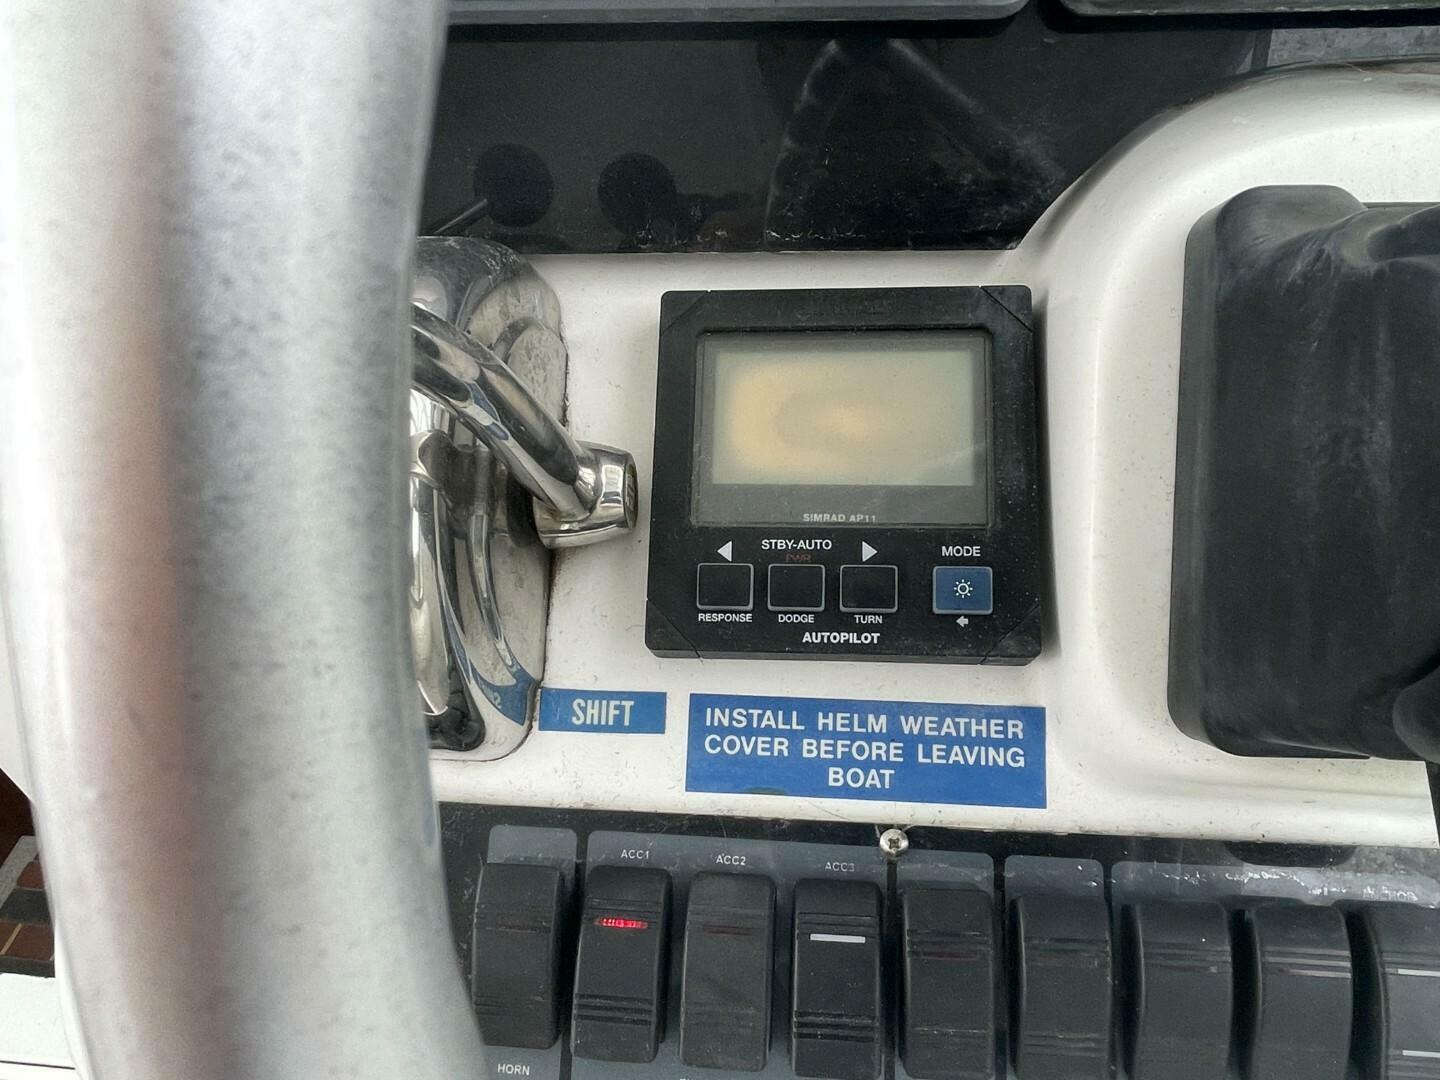 SIMRAD AP11
STBY-AUTO
PWR
MODE
RESPONSE
DODGE
TURN
AUTOPILOT
SHIFT
INSTALL HELM WEATHER
COVER BEFORE LEAVING
BOAT
ACC1
ACC2
ACC3
HORN